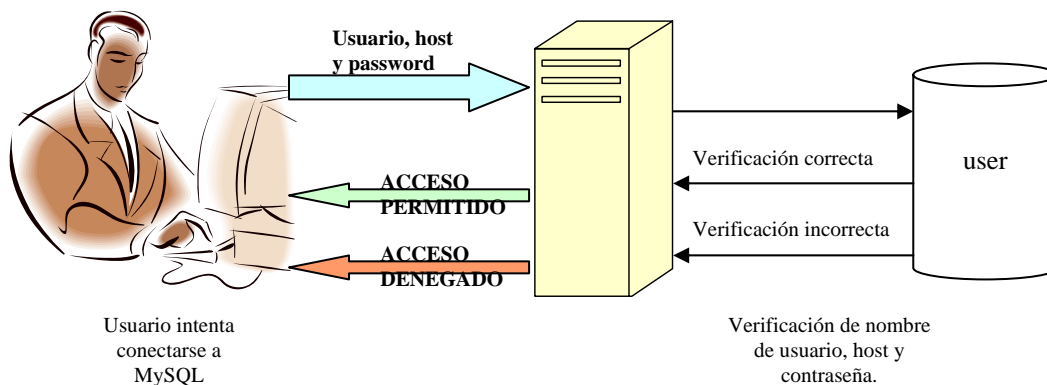 Usuario, host
y password
ACCESO
PERMITIDO
ACCESO
DENEGADO
Verificación correcta
Verificación incorrecta
user
Usuario intenta
conectarse a
MySQL
Verificación de nombre
de usuario, host y
contraseña.